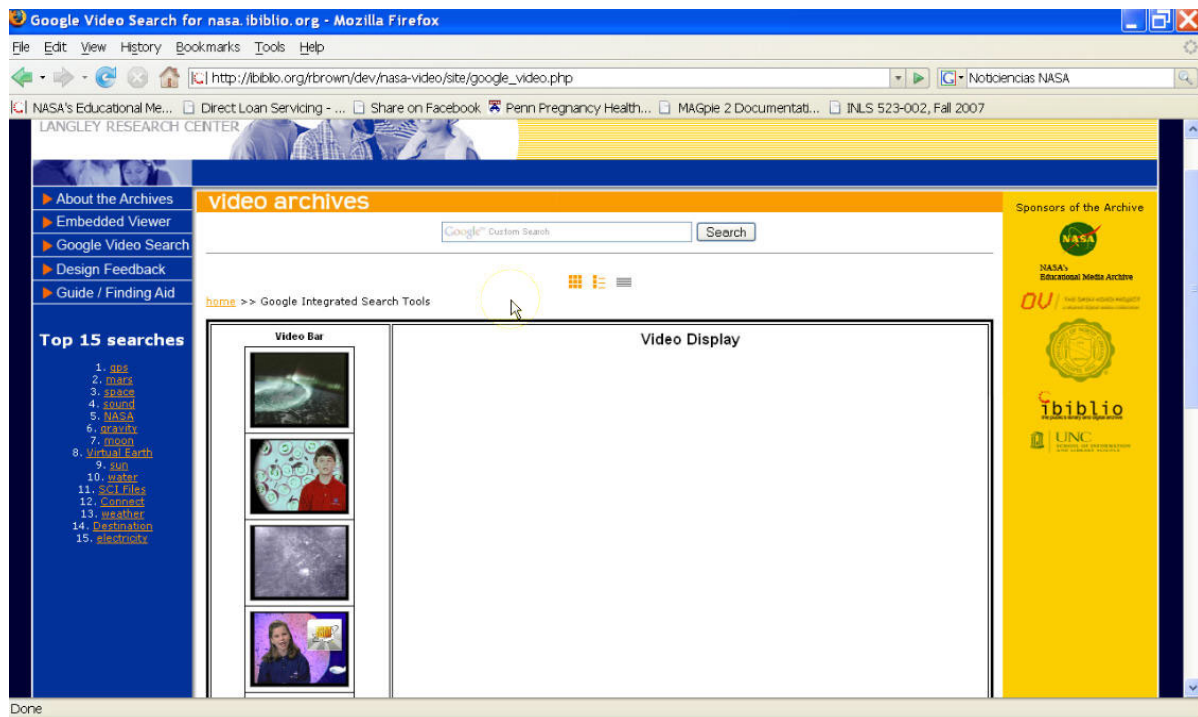 Google Video Search for nasa.ibiblio.org - Mozilla Firefox
File Edit View History Bookmarks Tools Help
http://ibiblio.org/rbrown/dev/nasa-video/site/google_video.php
Noticiencias NASA
NASA's Educational Me... Direct Loan Servicing - ... Share on Facebook Penn Pregnancy Health... MAGpie 2 Documentati... INLS 523-002, Fall 2007
LANGLEY RESEARCH CENTER
About the Archives
Embedded Viewer
Google Video Search
Design Feedback
Guide / Finding Aid
Top 15 searches
1. gps
2. mars
3. space
4. sound
5. NASA
6. gravity
7. moon
8. Virtual Earth
9. sun
10. water
11. SCI Files
12. Connect
13. weather
14. Destination
15. electricity
video archives
Google™ Custom Search
Search
home >> Google Integrated Search Tools
Video Bar
Video Display
Sponsors of the Archive
NASA
NASA's
Educational Media Archive
OV
ibiblio
UNC
Done